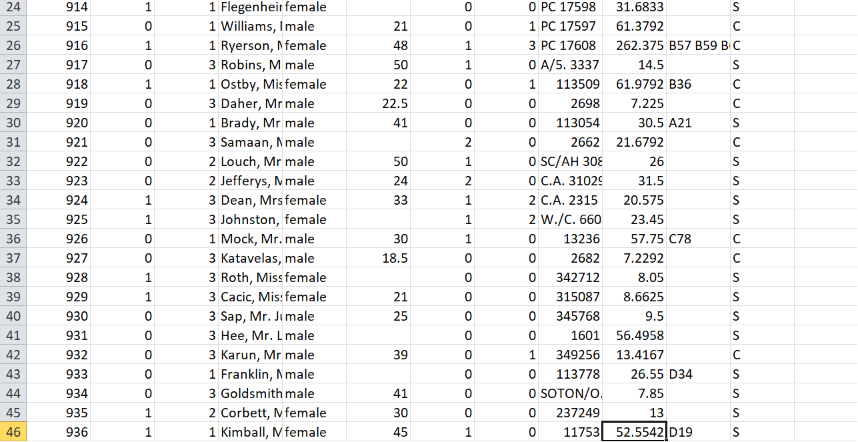 24 914 1 1 Flegenhei female 0 0 PC 17598 31.6833 S
25 915 0 1 Williams, male 21 0 1 PC 17597 61.3792 C
26 916 1 1 Ryerson, M female 48 1 3 PC 17608 262.375 B57 B59 B C
27 917 0 3 Robins, M male 50 1 0 A/5. 3337 14.5 S
28 918 1 1 Ostby, Mis female 22 0 1 113509 61.9792 B36 C
29 919 0 3 Daher, Mr male 22.5 0 0 2698 7.225 C
30 920 0 1 Brady, Mr male 41 0 0 113054 30.5 A21 S
31 921 0 3 Samaan, M male 2 0 2662 21.6792 C
32 922 0 2 Louch, Mr male 50 1 0 SC/AH 308 26 S
33 923 0 2 Jefferys, M male 24 2 0 C.A. 31029 31.5 S
34 924 1 3 Dean, Mrs female 33 1 2 C.A. 2315 20.575 S
35 925 1 3 Johnston, female 1 2 W./C. 660 23.45 S
36 926 0 1 Mock, Mr. male 30 1 0 13236 57.75 C78 C
37 927 0 3 Katavelas, male 18.5 0 0 2682 7.2292 C
38 928 1 3 Roth, Miss female 0 0 342712 8.05 S
39 929 1 3 Cacic, Miss female 21 0 0 315087 8.6625 S
40 930 0 3 Sap, Mr. Ju male 25 0 0 345768 9.5 S
41 931 0 3 Hee, Mr. L male 0 0 1601 56.4958 S
42 932 0 3 Karun, Mr male 39 0 1 349256 13.4167 C
43 933 0 1 Franklin, M male 0 0 113778 26.55 D34 S
44 934 0 3 Goldsmith male 41 0 0 SOTON/O. 7.85 S
45 935 1 2 Corbett, M female 30 0 0 237249 13 S
46 936 1 1 Kimball, M female 45 1 0 11753 52.5542 D19 S